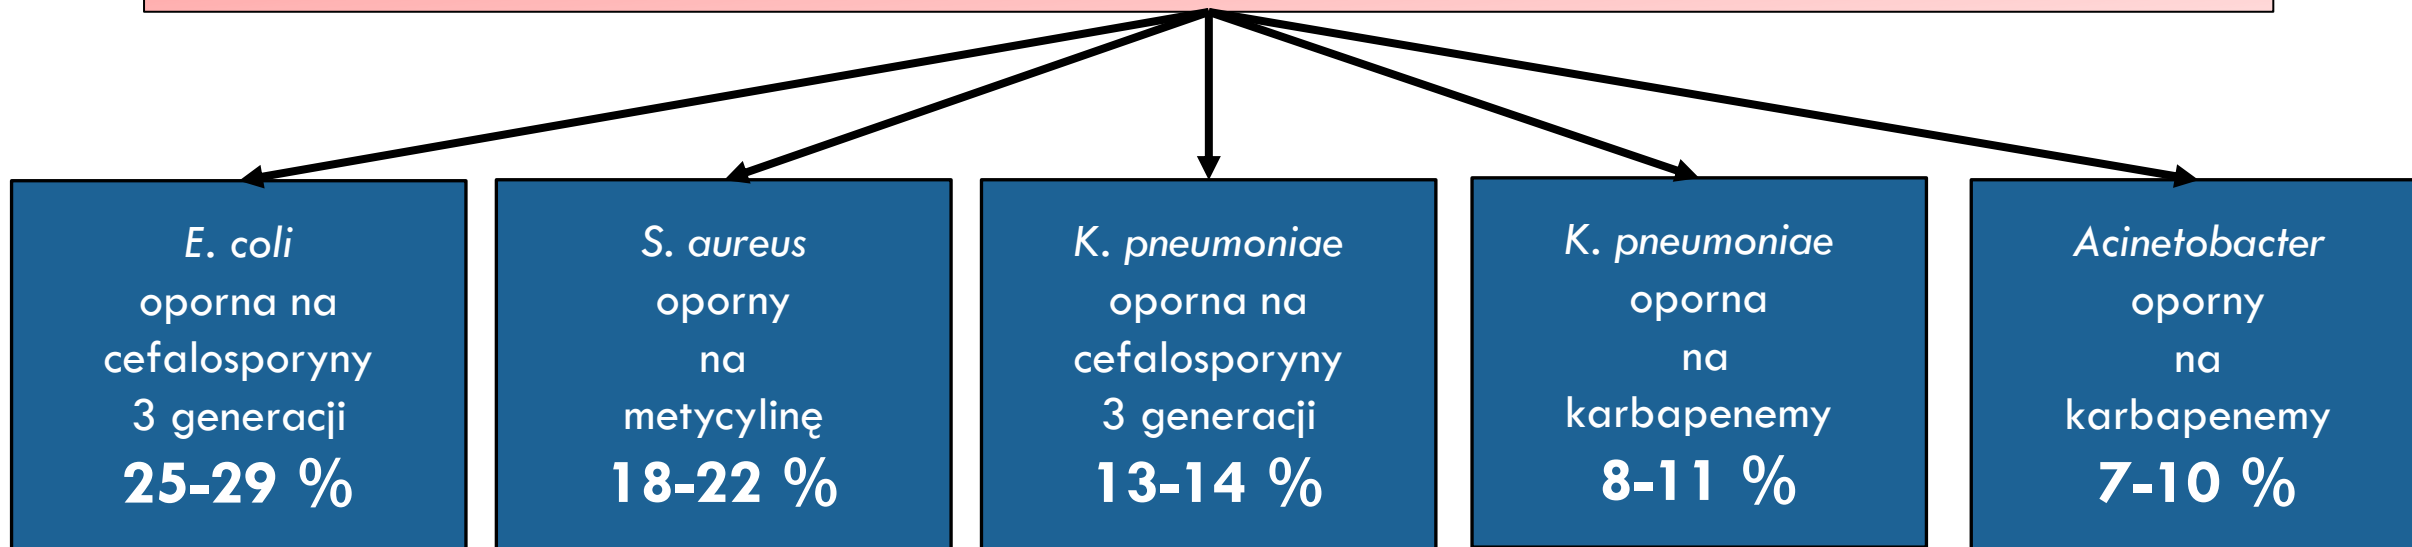 E. coli
oporna na
cefalosporyny
3 generacji
25-29 %
S. aureus
oporny
na
metycylinę
18-22 %
K. pneumoniae
oporna na
cefalosporyny
3 generacji
13-14 %
K. pneumoniae
oporna
na
karbapenemy
8-11 %
Acinetobacter
oporny
na
karbapenemy
7-10 %